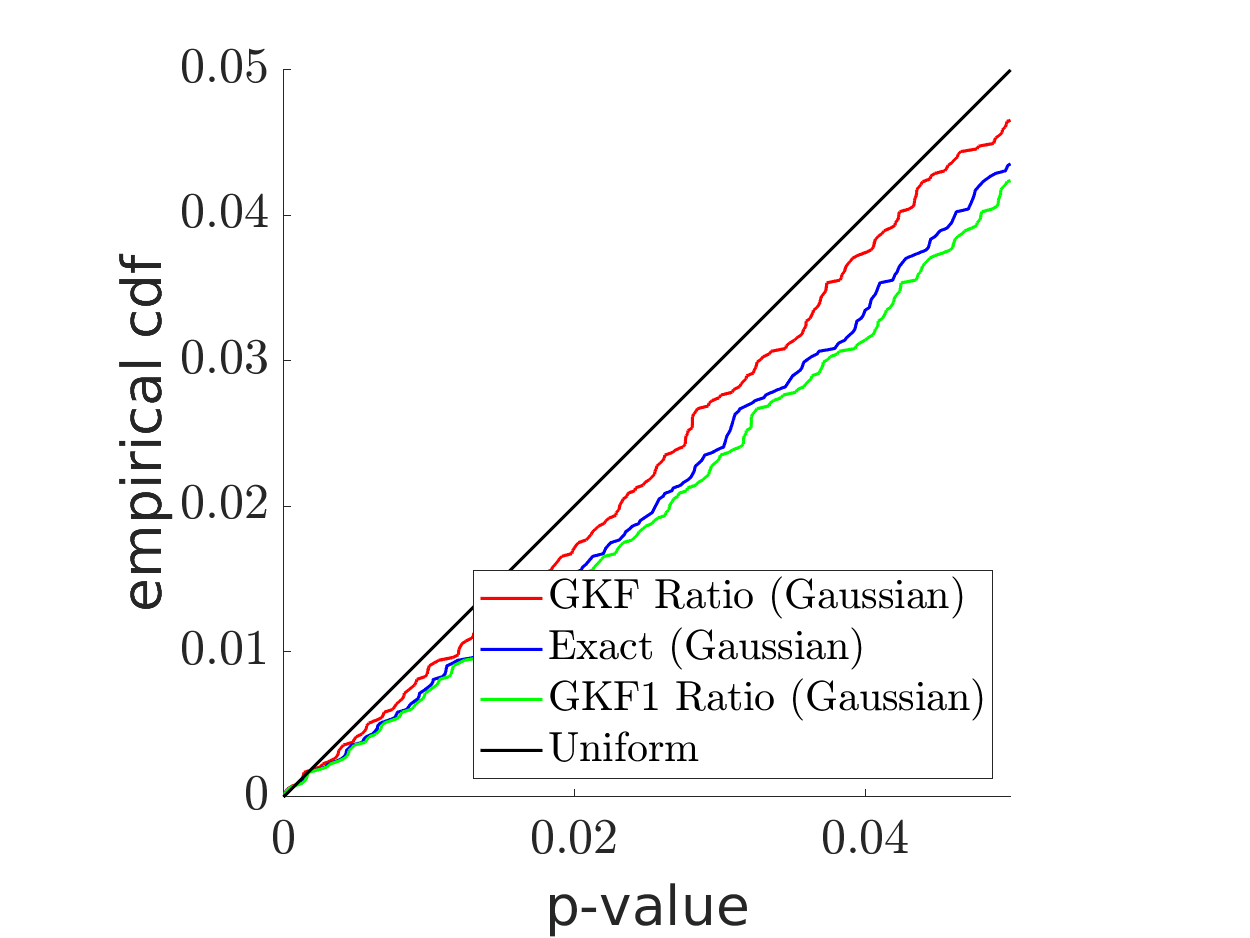 0.05
0.04
0.03
0.02
0.01
0
empirical cdf
GKF Ratio (Gaussian)
Exact (Gaussian)
GKF1 Ratio (Gaussian)
Uniform
0
0.02
0.04
p-value